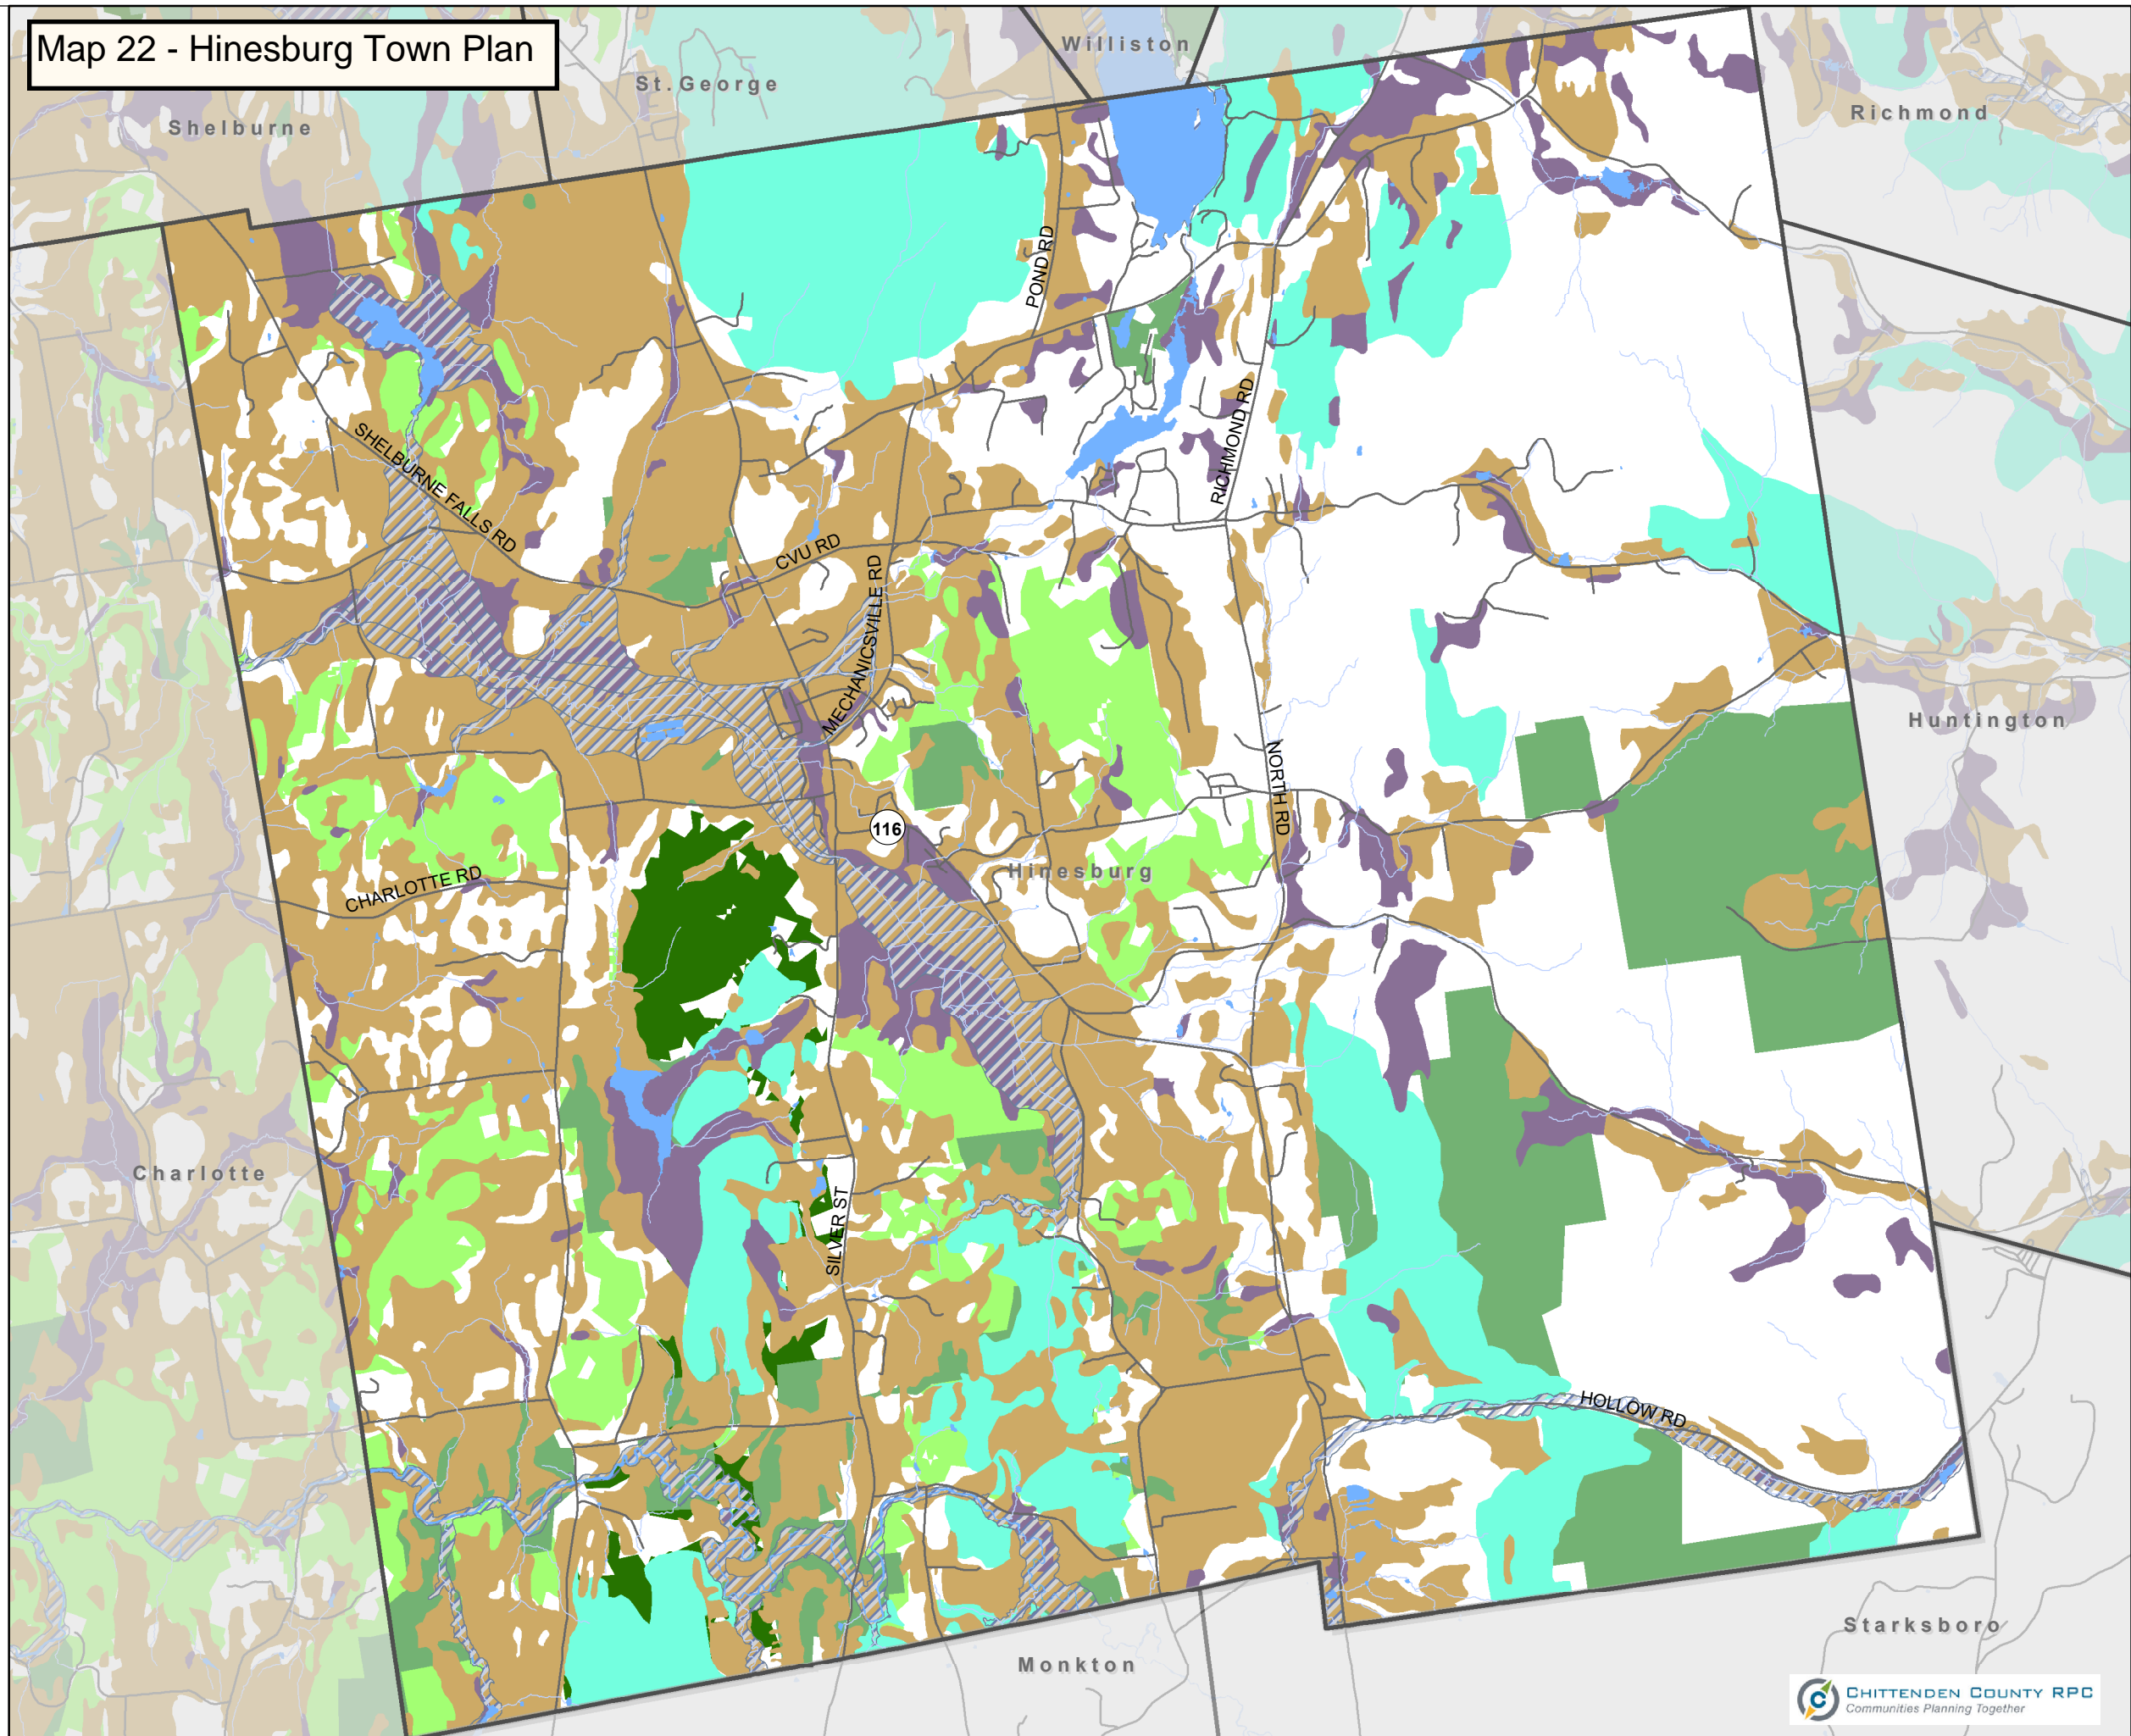 Map 22 - Hinesburg Town Plan
Williston
St.George
Richmond
Shelburne
POND RD
RICHMOND RD
SHELBURNE FALLS RD
CVU RD
MECHANICSVILLE RD
Huntington
NORTH RD
116
Hinesburg
CHARLOTTE RD
Charlotte
SILVER ST
HOLLOW RD
Starksboro
Monkton
C
CHITTENDEN COUNTY RPC
Communities Planning Together